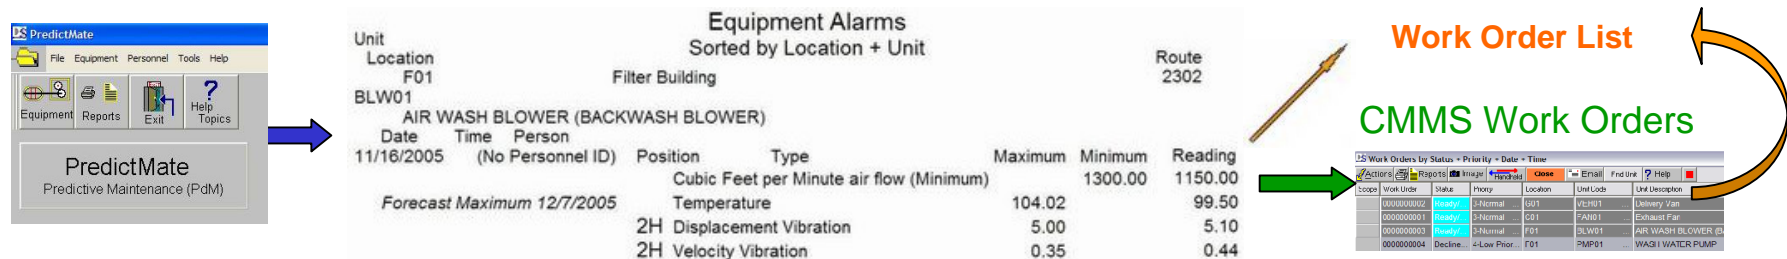 PredictMate
File Equipment Personnel Tools Help
Equipment Reports Exit Help Topics
PredictMate
Predictive Maintenance (PdM)
Equipment Alarms
Sorted by Location + Unit
Unit
Location Route
F01 Filter Building 2302
BLW01
AIR WASH BLOWER (BACKWASH BLOWER)
Date Time Person
11/16/2005 (No Personnel ID) Position Type Maximum Minimum Reading
Cubic Feet per Minute air flow (Minimum) 1300.00 1150.00
Forecast Maximum 12/7/2005 Temperature 104.02 99.50
2H Displacement Vibration 5.00 5.10
2H Velocity Vibration 0.35 0.44
Work Order List
CMMS Work Orders
Work Orders by Status + Priority + Date + Time
Actions Reports Image Handheld Close Email Find Unit ? Help
Scope Work Order Status Priority Location Unit Code Unit Description
0000000002 Ready/ 3-Normal ... G01 VEH01 ... Delivery Van
0000000001 Ready/ 3-Normal ... C01 FAN01 ... Exhaust Fan
0000000003 Ready/ 3-Normal ... F01 BLW01 ... AIR WASH BLOWER (B
0000000004 Decline... 4-Low Prior... F01 PMP01 ... WASH WATER PUMP